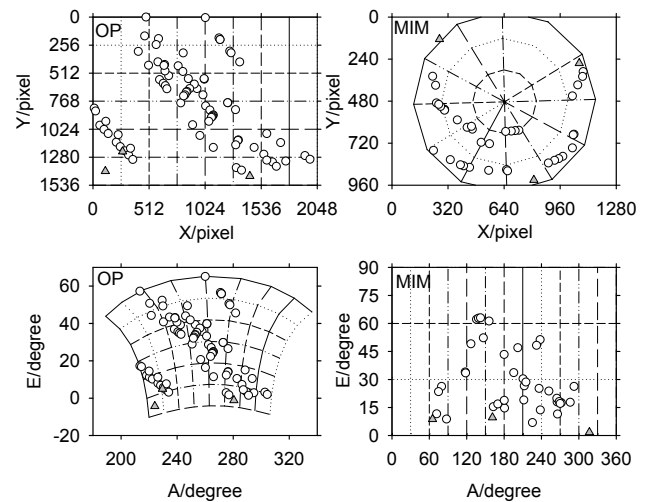 OP
0
256
512
768
1024
1280
1536
Y/pixel
0 512 1024 1536 2048
X/pixel
MIM
0
240
480
720
960
Y/pixel
0 320 640 960 1280
X/pixel
OP
60
40
20
0
-20
E/degree
200 240 280 320
A/degree
MIM
90
75
60
45
30
15
0
E/degree
0 60 120 180 240 300 360
A/degree